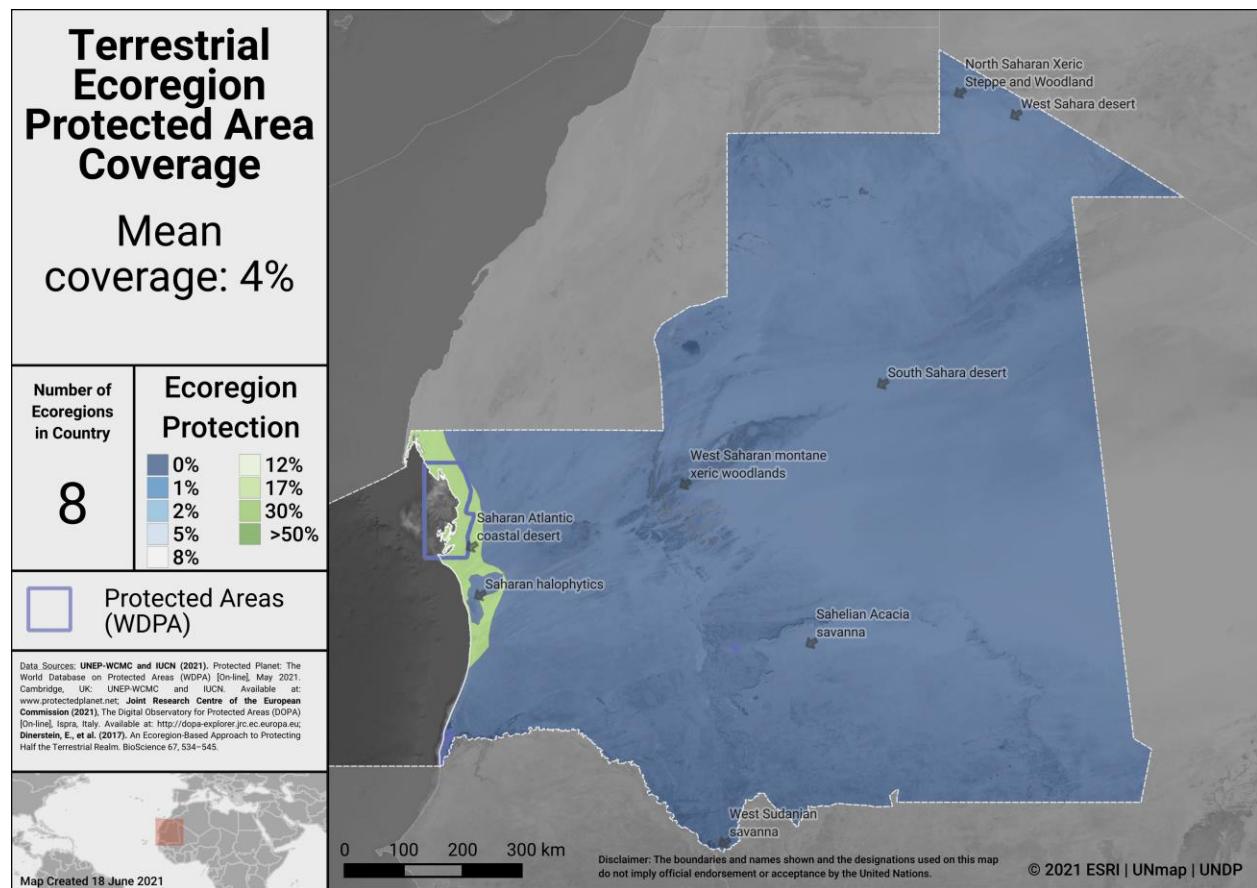 Terrestrial
Ecoregion
Protected Area
Coverage
Mean
coverage: 4%
Number of
Ecoregions
in Country
8
Ecoregion
Protection
0%
1%
2%
5%
8%
12%
17%
30%
>50%
Protected Areas
(WDPA)
Data Sources: UNEP-WCMC and IUCN (2021). Protected Planet: The
World Database on Protected Areas (WDPA) [On-line], May 2021.
Cambridge, UK: UNEP-WCMC and IUCN. Available at:
www.protectedplanet.net; Joint Research Centre of the European
Commission (2021), The Digital Observatory for Protected Areas (DOPA)
[On-line], Ispra, Italy. Available at: http://dopa-explorer.jrc.ec.europa.eu;
Dinerstein, E., et al. (2017). An Ecoregion-Based Approach to Protecting
Half the Terrestrial Realm. BioScience 67, 534–545.
Map Created 18 June 2021
North Saharan Xeric
Steppe and Woodland
West Sahara desert
South Sahara desert
West Saharan montane
xeric woodlands
Saharan Atlantic
coastal desert
Saharan halophytics
Sahelian Acacia
savanna
West Sudanian
savanna
0 100 200 300 km
Disclaimer: The boundaries and names shown and the designations used on this map
do not imply official endorsement or acceptance by the United Nations.
© 2021 ESRI | UNmap | UNDP